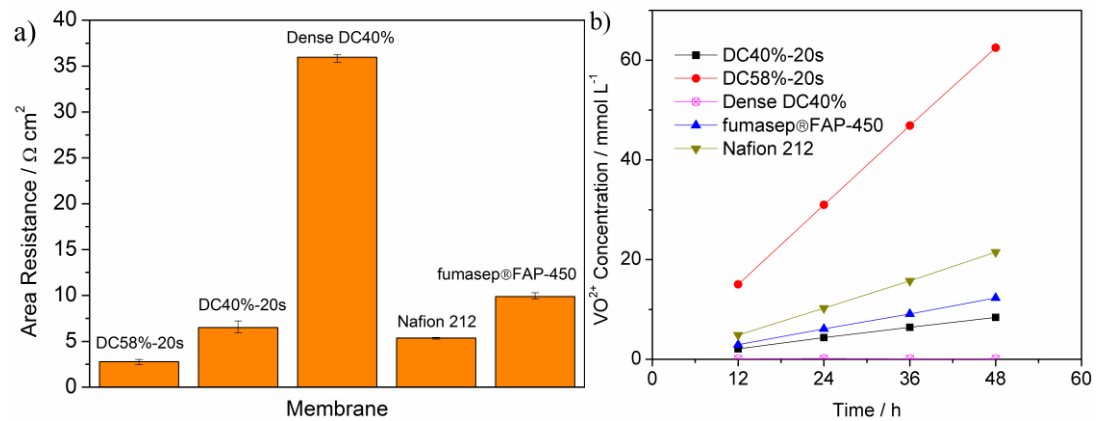 a)
Area Resistance / Ω cm²
40
35
30
25
20
15
10
5
0
DC58%-20s
DC40%-20s
Dense DC40%
Nafion 212
fumasep®FAP-450
Membrane
b)
VO²⁺ Concentration / mmol L⁻¹
60
40
20
0
DC40%-20s
DC58%-20s
Dense DC40%
fumasep®FAP-450
Nafion 212
0
12
24
36
48
60
Time / h